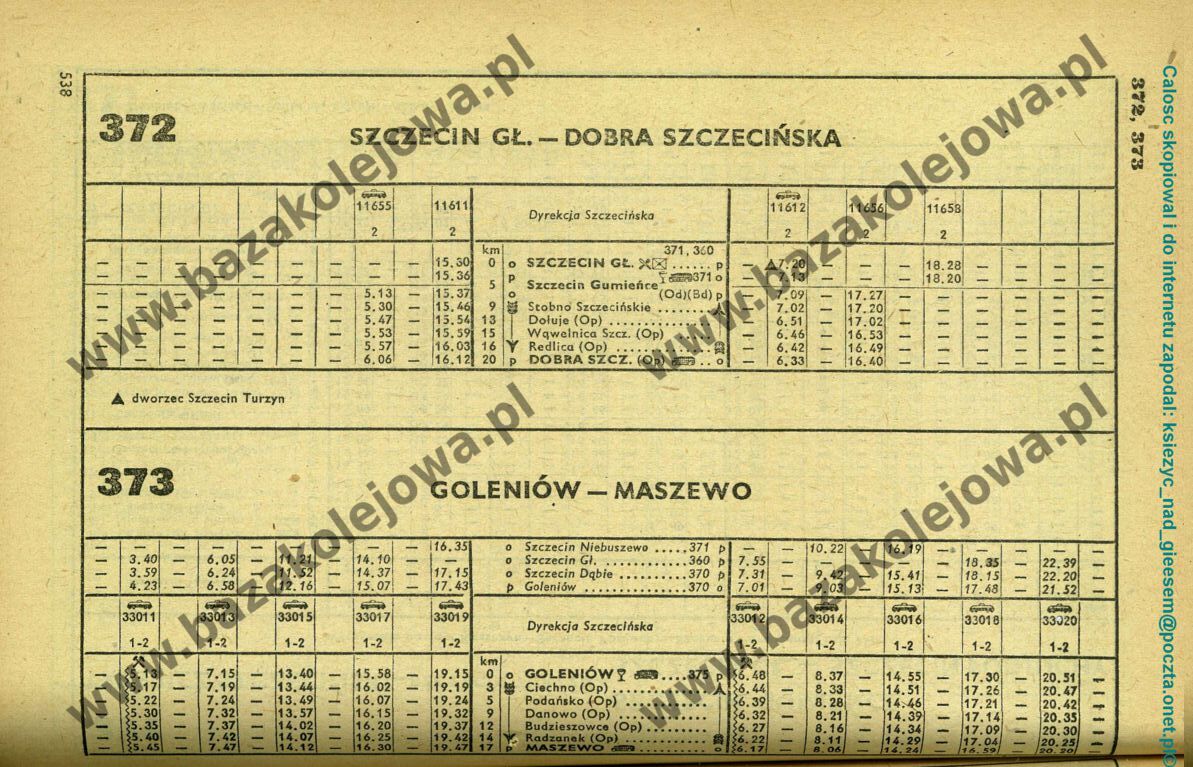 538
372, 373
372
SZCZECIN GŁ. — DOBRA SZCZECIŃSKA
11655 11611 Dyrekcja Szczecińska 11612 11656 11658
2 2 2 2 2
km 371, 360
— — — — — — — — 15.30 0 o SZCZECIN GŁ. ...... p — 7.20 — — — 18.28 — — — —
15.36 p 371 o 7.13 18.20
5 Szczecin Gumieńce
5.13 — 15.37 o (Od)(Bd) p — 7.09 — 17.27
5.30 — 15.46 9 Stobno Szczecińskie — 7.02 — 17.20
5.47 — 15.54 13 Dołuje (Op) — 6.51 — 17.02
5.53 — 15.59 15 Wąwelnica Szcz. (Op) — 6.46 — 16.53
5.57 — 16.03 16 Redlica (Op) — 6.42 — 16.49
6.06 — 16.12 20 p DOBRA SZCZ. (Op) .. o — 6.33 — 16.40
dworzec Szczecin Turzyn
373
GOLENIÓW — MASZEWO
— — — — — — — — 16.35 o Szczecin Niebuszewo ..... 371 p — — 10.22 — 16.19 — — — — —
— 3.40 — 6.05 — 11.21 — 14.10 — — o Szczecin Gł. ............ 360 p 7.55 — — — — — 18.35 — 22.39 —
— 3.59 — 6.24 — 11.52 — 14.37 — 17.15 o Szczecin Dąbie .......... 370 p 7.31 — 9.42 — 15.41 — 18.15 — 22.20 —
— 4.23 — 6.58 — 12.16 — 15.07 — 17.43 p Goleniów ............... 370 o 7.01 — 9.03 — 15.13 — 17.48 — 21.52 —
33011 33013 33015 33017 33019 Dyrekcja Szczecińska 33012 33014 33016 33018 33020
1-2 1-2 1-2 1-2 1-2 1-2 1-2 1-2 1-2 1-2
km
— 5.13 — 7.15 — 13.40 — 15.58 — 19.15 0 o GOLENIÓW .... 375 p 6.48 — 8.37 — 14.55 — 17.30 — 20.51 —
— 5.17 — 7.19 — 13.44 — 16.02 — 19.19 3 Ciechno (Op) 6.44 — 8.33 — 14.51 — 17.26 — 20.47 —
— 5.22 — 7.24 — 13.49 — 16.07 — 19.26 5 Podańsko (Op) 6.39 — 8.28 — 14.46 — 17.21 — 20.42 —
— 5.30 — 7.32 — 13.57 — 16.15 — 19.32 9 Danowo (Op) 6.32 — 8.21 — 14.39 — 17.14 — 20.35 —
— 5.35 — 7.37 — 14.02 — 16.20 — 19.37 12 Budzieszowce (Op) 6.27 — 8.16 — 14.34 — 17.09 — 20.30 —
— 5.40 — 7.42 — 14.07 — 16.25 — 19.42 14 Radzanek (Op) 6.22 — 8.11 — 14.29 — 17.04 — 20.25 —
— 5.45 — 7.47 — 14.12 — 16.30 — 19.47 17 p MASZEWO o 6.17 — 8.06 — 14.24 — 16.59 — 20.20 —
www.bazakolejowa.pl
www.bazakolejowa.pl
www.bazakolejowa.pl
www.bazakolejowa.pl
Calosc skopiowal i do internetu zapodal: ksiezyc_nad_gieesem@poczta.onet.pl©